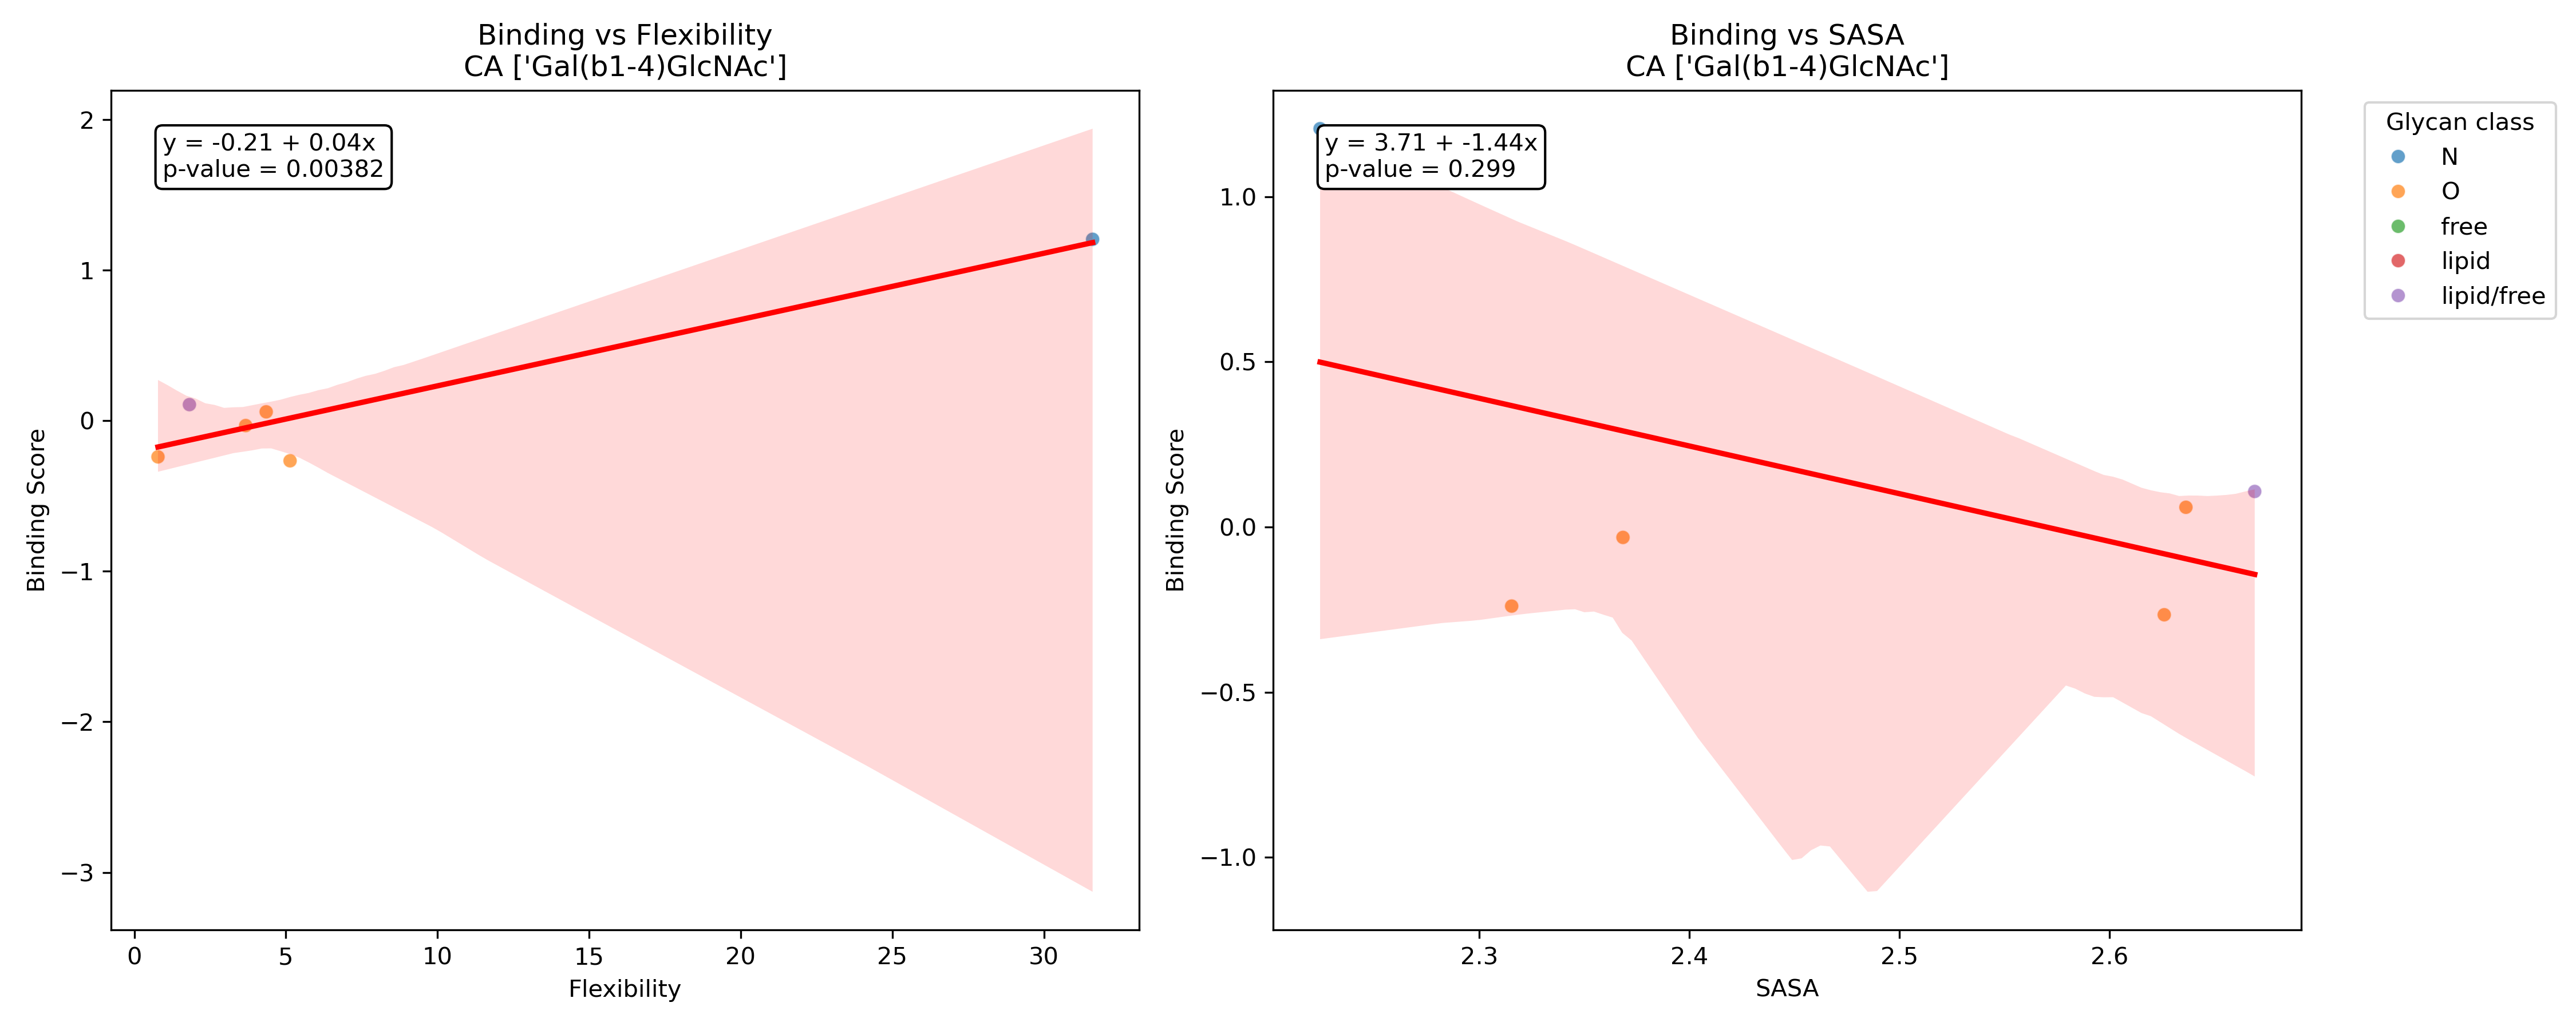 Binding vs Flexibility
CA ['Gal(b1-4)GlcNAc']
y = -0.21 + 0.04x
p-value = 0.00382
2
1
0
−1
−2
−3
Binding Score
0 5 10 15 20 25 30
Flexibility
Binding vs SASA
CA ['Gal(b1-4)GlcNAc']
y = 3.71 + -1.44x
p-value = 0.299
1.0
0.5
0.0
−0.5
−1.0
Binding Score
2.3 2.4 2.5 2.6
SASA
Glycan class
N
O
free
lipid
lipid/free